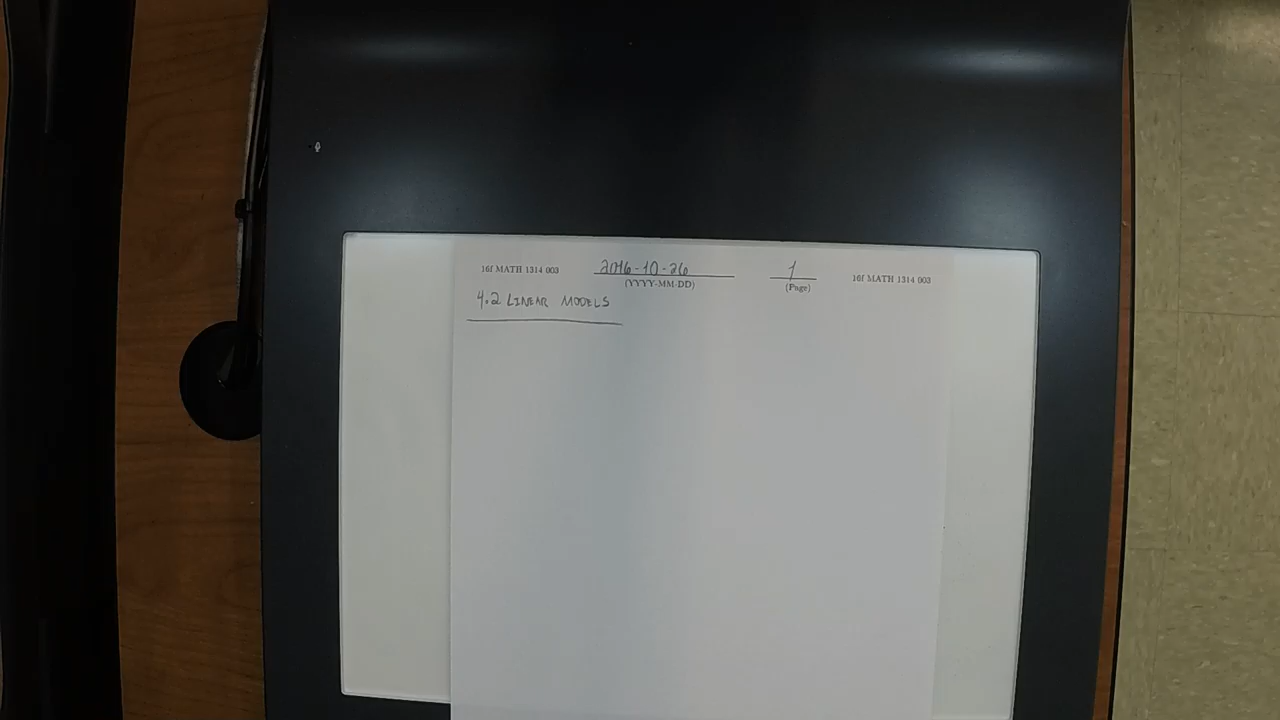 16f MATH 1314 003 2016-10-26 1 16f MATH 1314 003
(YYYY-MM-DD) (Page)
4.2 LINEAR MODELS